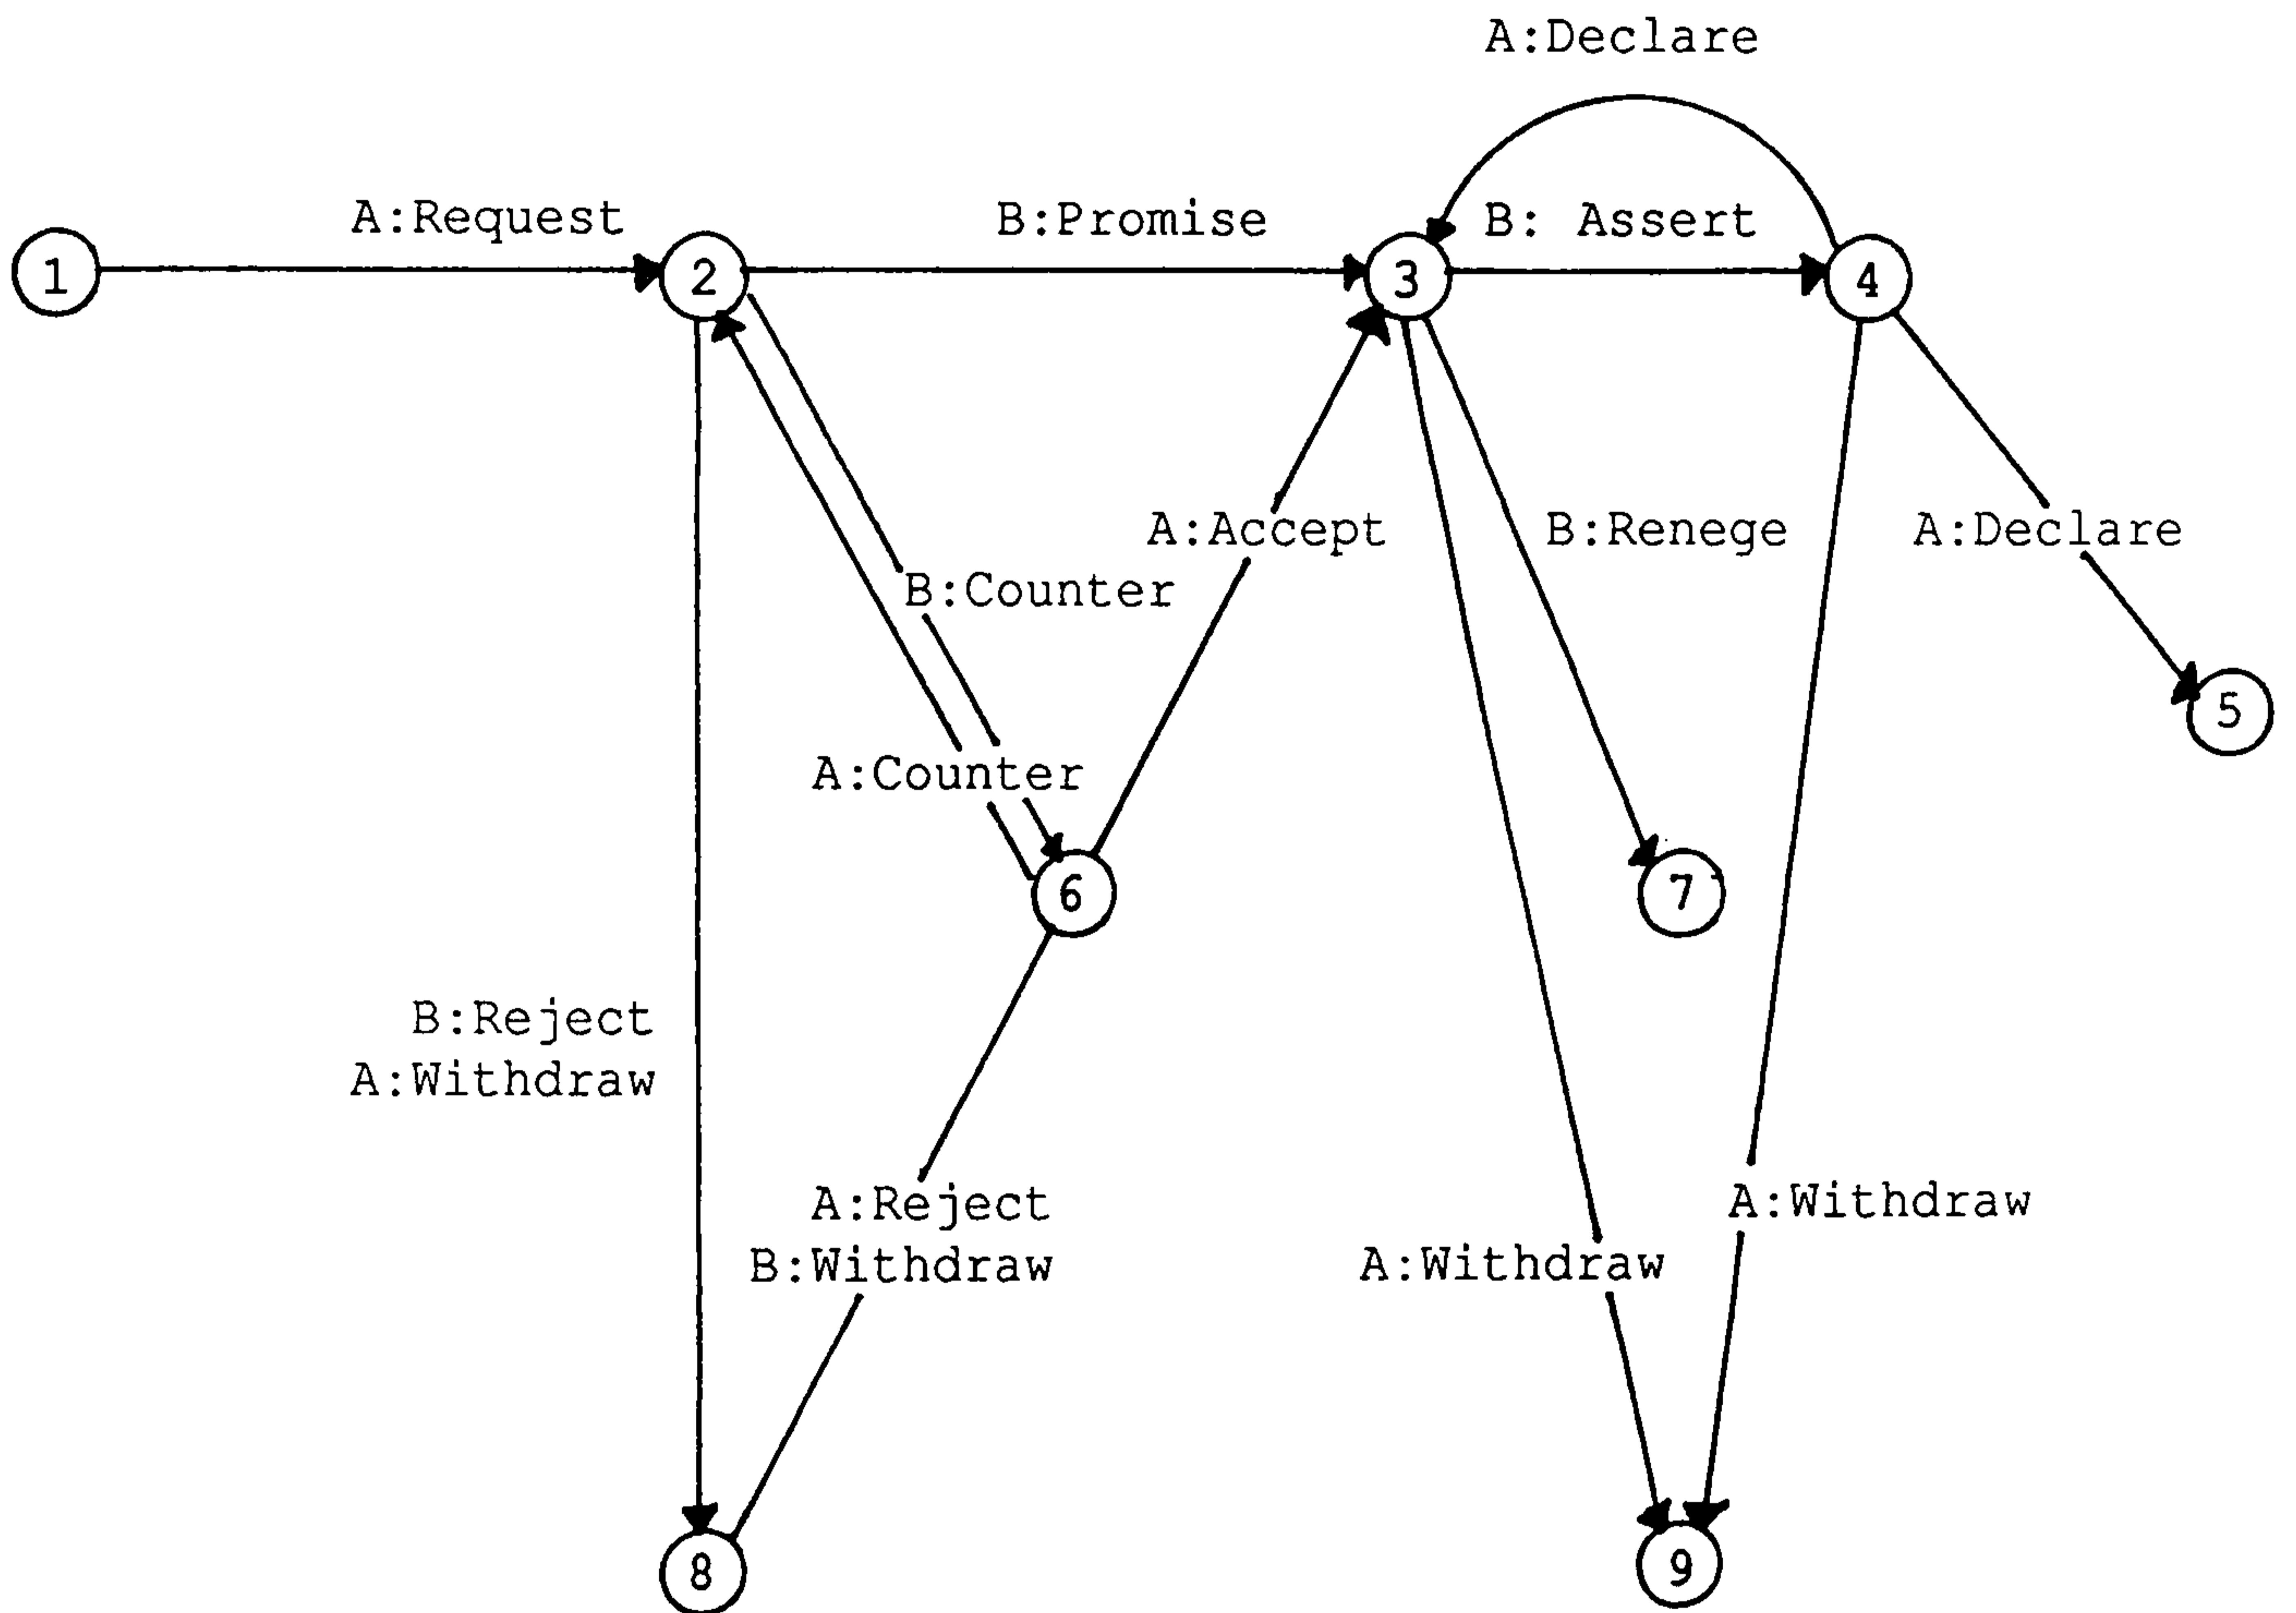 A:Declare
A:Request
B:Promise
B: Assert
1
2
3
4
A:Accept
B:Renege
A:Declare
B:Counter
5
A:Counter
6
7
B:Reject
A:Withdraw
A:Reject
B:Withdraw
A:Withdraw
A:Withdraw
8
9